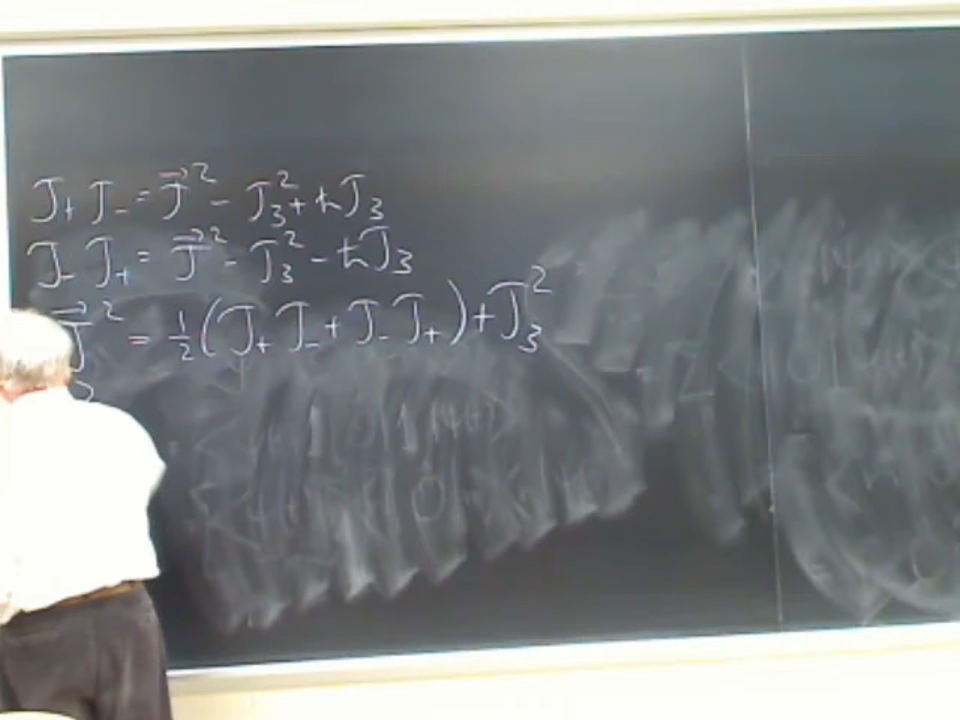 J₊ J₋ = J⃗² - J₃² + ħJ₃
J₋ J₊ = J⃗² - J₃² - ħJ₃
J⃗² = ½(J₊ J₋ + J₋ J₊) + J₃²